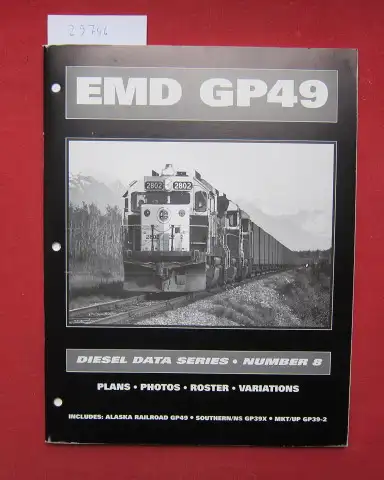 EMD GP49
2802 2802
DIESEL DATA SERIES • NUMBER 8
PLANS • PHOTOS • ROSTER • VARIATIONS
INCLUDES: ALASKA RAILROAD GP49 • SOUTHERN/NS GP39X • MKT/UP GP39-2